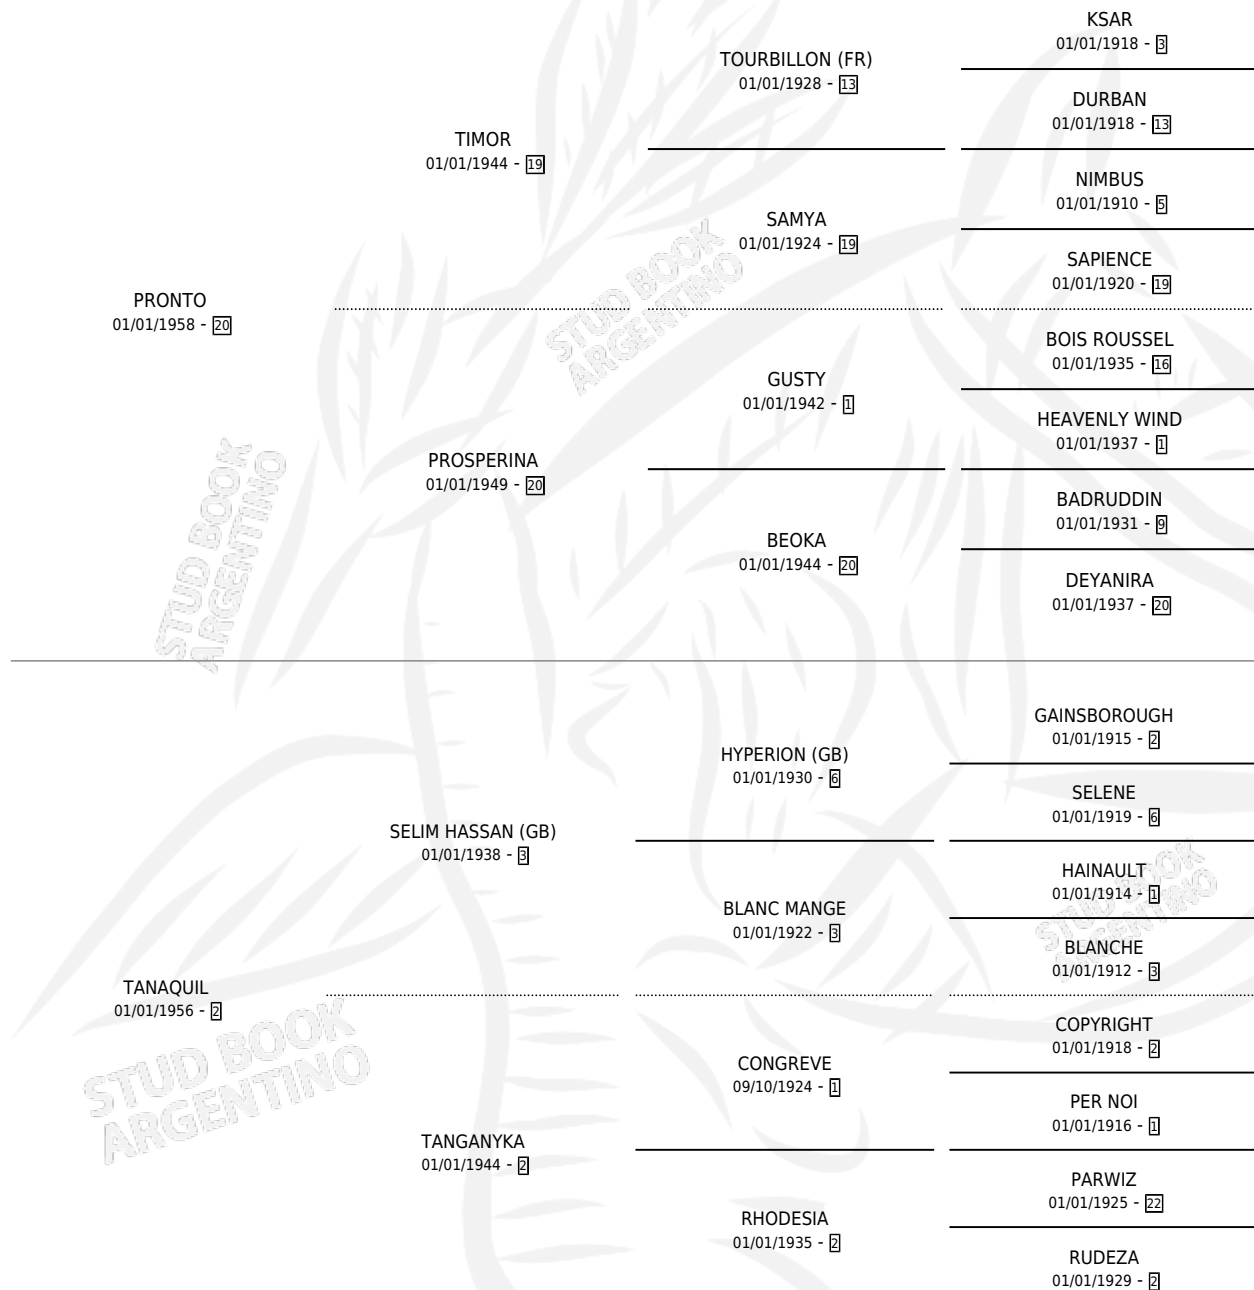 KSAR
01/01/1918 - 3
TOURBILLON (FR)
01/01/1928 - 13
DURBAN
01/01/1918 - 13
TIMOR
01/01/1944 - 19
NIMBUS
01/01/1910 - 5
SAMYA
01/01/1924 - 19
SAPIENCE
01/01/1920 - 19
PRONTO
01/01/1958 - 20
BOIS ROUSSEL
01/01/1935 - 16
GUSTY
01/01/1942 - 1
HEAVENLY WIND
01/01/1937 - 1
PROSPERINA
01/01/1949 - 20
BADRUDDIN
01/01/1931 - 9
BEOKA
01/01/1944 - 20
DEYANIRA
01/01/1937 - 20
GAINSBOROUGH
01/01/1915 - 2
HYPERION (GB)
01/01/1930 - 6
SELENE
01/01/1919 - 6
SELIM HASSAN (GB)
01/01/1938 - 3
HAINAULT
01/01/1914 - 1
BLANC MANGE
01/01/1922 - 3
BLANCHE
01/01/1912 - 3
TANAQUIL
01/01/1956 - 2
COPYRIGHT
01/01/1918 - 2
CONGREVE
09/10/1924 - 1
PER NOI
01/01/1916 - 1
TANGANYKA
01/01/1944 - 2
PARWIZ
01/01/1925 - 22
RHODESIA
01/01/1935 - 2
RUDEZA
01/01/1929 - 2
STUD BOOK
ARGENTINO
STUD BOOK
ARGENTINO
STUD BOOK
ARGENTINO
STUD BOOK
ARGENTINO